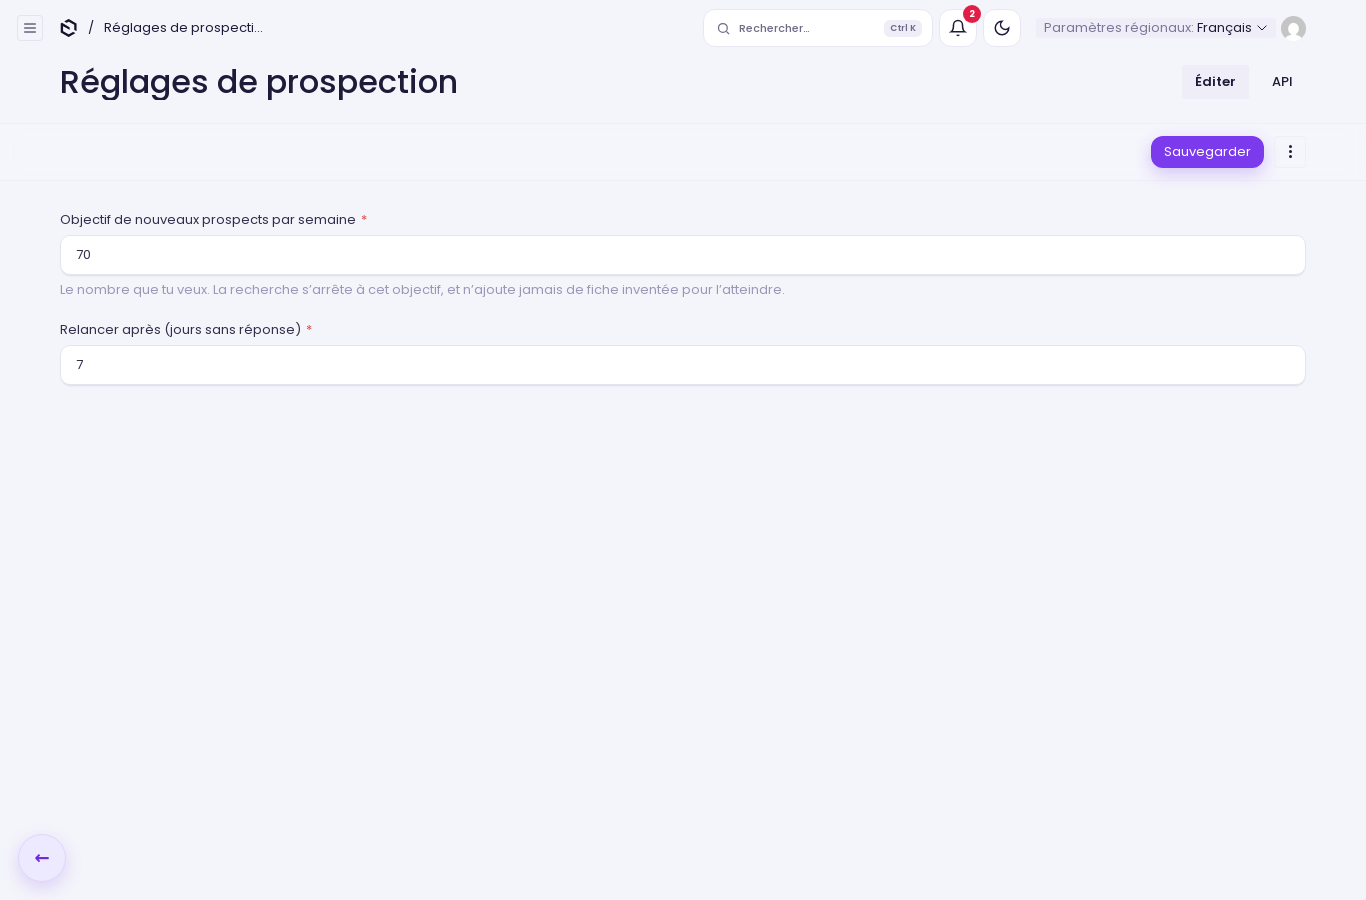 / Réglages de prospecti...
Rechercher...
Ctrl K
2
Paramètres régionaux: Français
Réglages de prospection
Éditer
API
Sauvegarder
Objectif de nouveaux prospects par semaine *
70
Le nombre que tu veux. La recherche s’arrête à cet objectif, et n’ajoute jamais de fiche inventée pour l’atteindre.
Relancer après (jours sans réponse) *
7